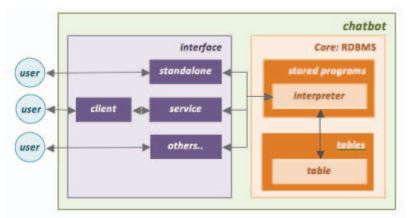 chatbot
interface
Core: RDBMS
user
standalone
stored programs
interpreter
user
client
service
user
others..
tables
table